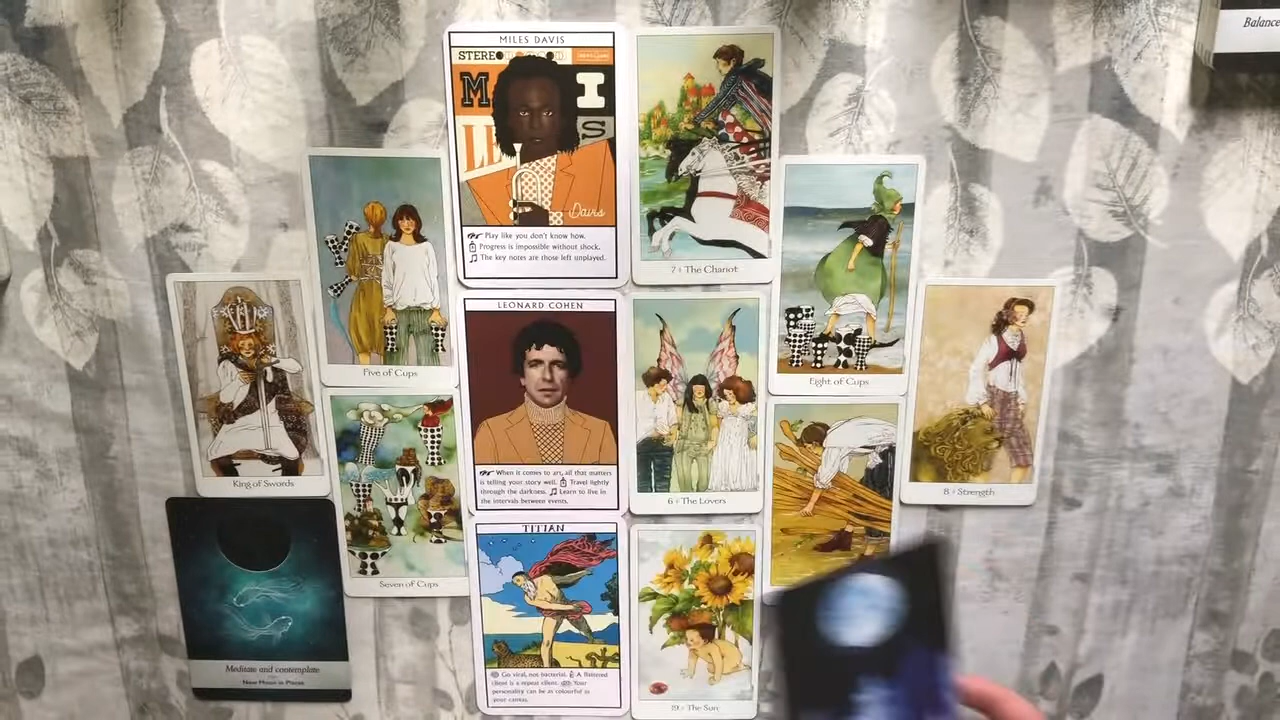 Balance
MILES DAVIS
STEREO
M I
LL S
Davis
Play like you don't know how.
Progress is impossible without shock.
The key notes are those left unplayed.
7 The Chariot
Five of Cups
Eight of Cups
LEONARD COHEN
When it comes to art, all that matters
is telling your story well. Travel lightly
through the darkness. Learn to live in
the intervals between events.
King of Swords
6 The Lovers
8 Strength
Seven of Cups
TITIAN
Go viral, not bacterial. A flattered
client is a repeat client. Your
personality can be as colourful as
your canvas.
19 The Sun
Meditate and contemplate
New Moon in Pisces